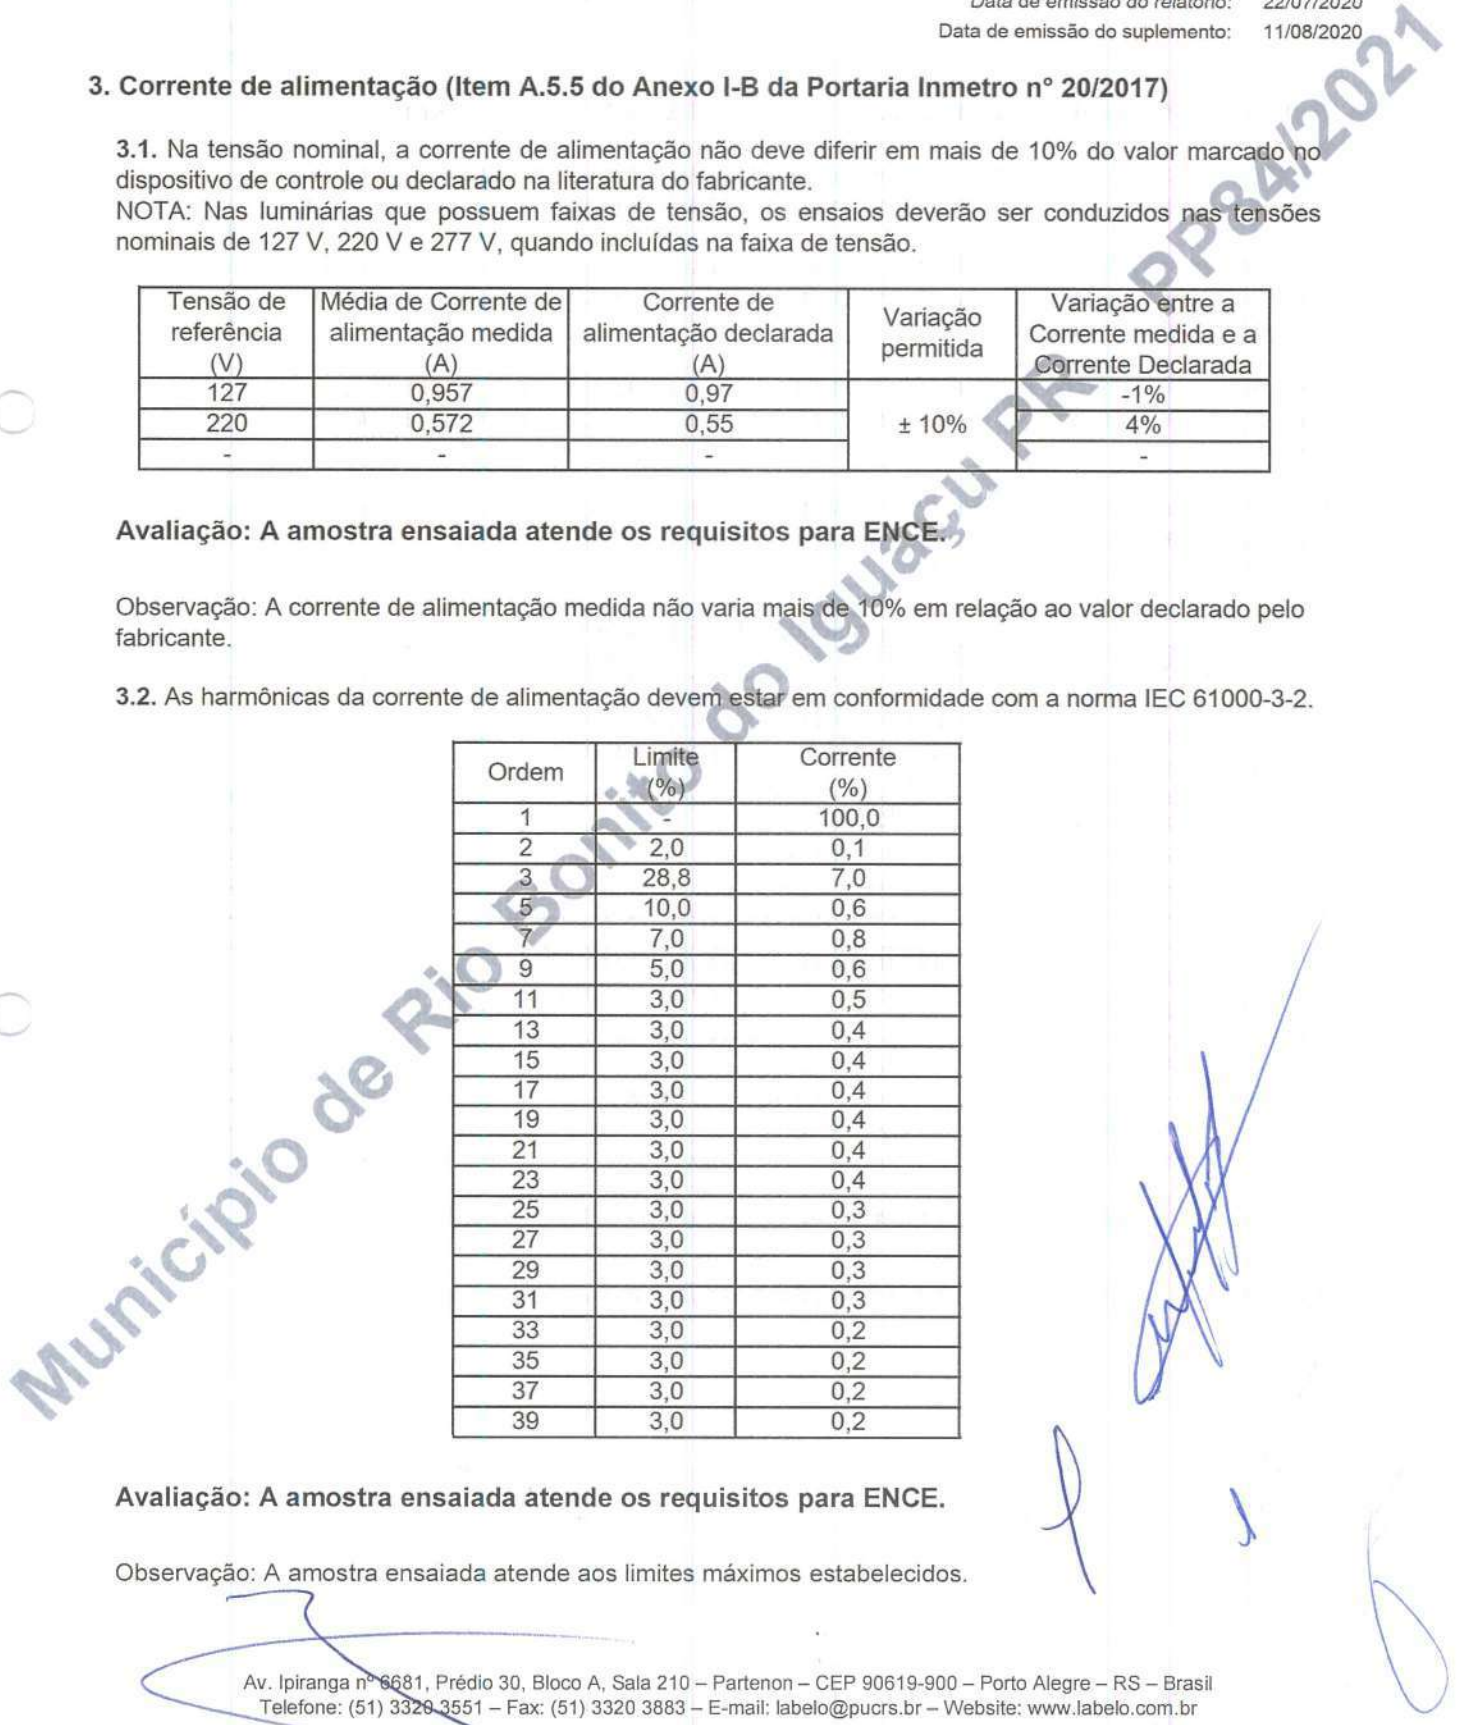 Data de emissão do relatório: 22/07/2020
Data de emissão do suplemento: 11/08/2020
3. Corrente de alimentação (Item A.5.5 do Anexo I-B da Portaria Inmetro n° 20/2017)
3.1. Na tensão nominal, a corrente de alimentação não deve diferir em mais de 10% do valor marcado no
dispositivo de controle ou declarado na literatura do fabricante.
NOTA: Nas luminárias que possuem faixas de tensão, os ensaios deverão ser conduzidos nas tensões
nominais de 127 V, 220 V e 277 V, quando incluídas na faixa de tensão.
Tensão de referência (V) Média de Corrente de alimentação medida (A) Corrente de alimentação declarada (A) Variação permitida Variação entre a Corrente medida e a Corrente Declarada
127 0,957 0,97 ± 10% -1%
220 0,572 0,55 4%
- - - -
Avaliação: A amostra ensaiada atende os requisitos para ENCE.
Observação: A corrente de alimentação medida não varia mais de 10% em relação ao valor declarado pelo
fabricante.
3.2. As harmônicas da corrente de alimentação devem estar em conformidade com a norma IEC 61000-3-2.
Ordem Limite (%) Corrente (%)
1 - 100,0
2 2,0 0,1
3 28,8 7,0
5 10,0 0,6
7 7,0 0,8
9 5,0 0,6
11 3,0 0,5
13 3,0 0,4
15 3,0 0,4
17 3,0 0,4
19 3,0 0,4
21 3,0 0,4
23 3,0 0,4
25 3,0 0,3
27 3,0 0,3
29 3,0 0,3
31 3,0 0,3
33 3,0 0,2
35 3,0 0,2
37 3,0 0,2
39 3,0 0,2
Avaliação: A amostra ensaiada atende os requisitos para ENCE.
Observação: A amostra ensaiada atende aos limites máximos estabelecidos.
Av. Ipiranga nº 6681, Prédio 30, Bloco A, Sala 210 – Partenon – CEP 90619-900 – Porto Alegre – RS – Brasil
Telefone: (51) 3320 3551 – Fax: (51) 3320 3883 – E-mail: labelo@pucrs.br – Website: www.labelo.com.br
Município de Rio Bonito do Iguaçu PR PP84/2021